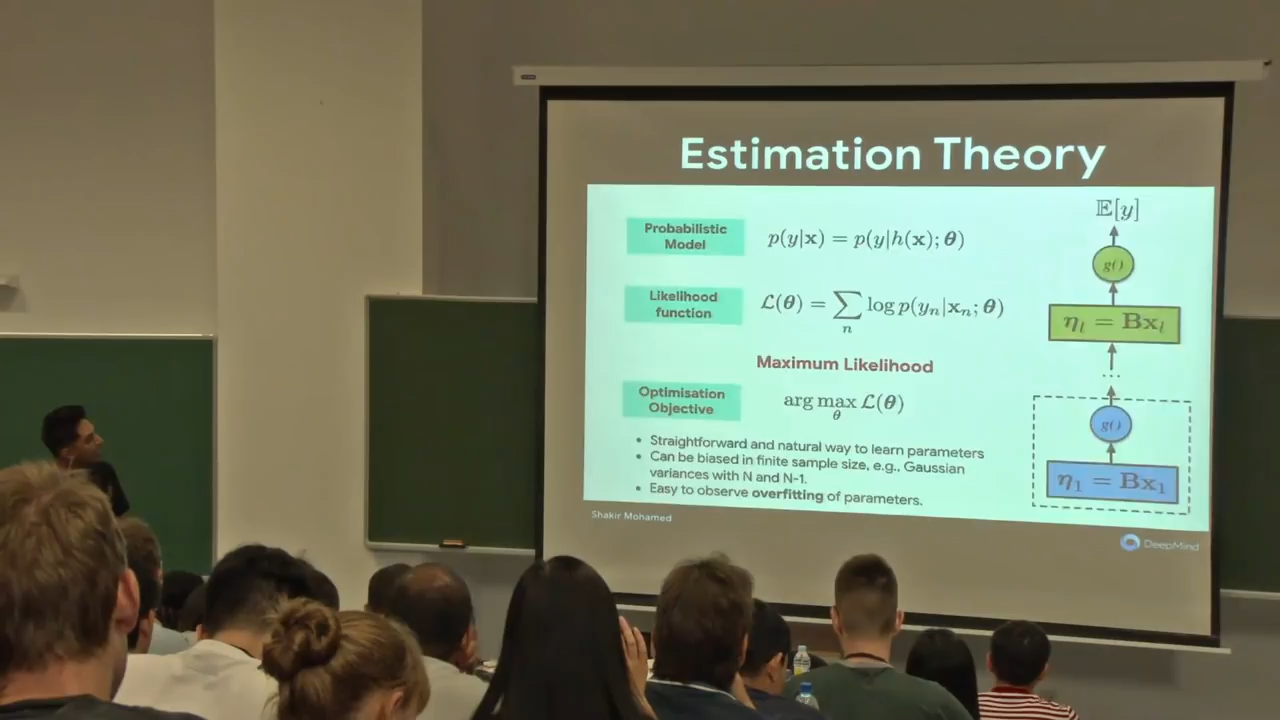 Estimation Theory
Probabilistic
Model
p(y|x) = p(y|h(x); θ)
Likelihood
function
ℒ(θ) = ∑ₙ log p(yₙ|xₙ; θ)
Maximum Likelihood
Optimisation
Objective
arg max ℒ(θ)
θ
• Straightforward and natural way to learn parameters
• Can be biased in finite sample size, e.g., Gaussian
variances with N and N-1.
• Easy to observe overfitting of parameters.
𝔼[y]
g()
ηₗ = Bxₗ
...
g()
η₁ = Bx₁
Shakir Mohamed
DeepMind